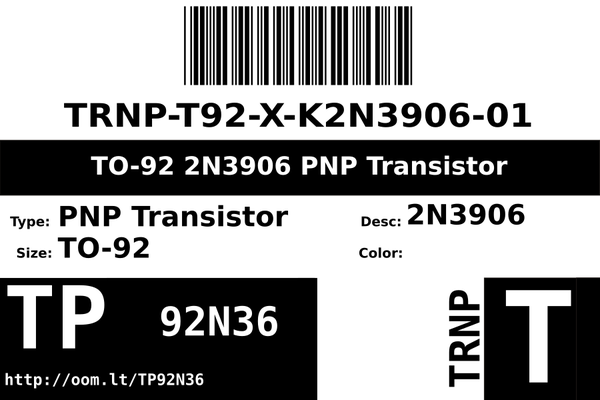 TRNP-T92-X-K2N3906-01
TO-92 2N3906 PNP Transistor
Type: PNP Transistor
Desc: 2N3906
Size: TO-92
Color:
TP
92N36
http://oom.lt/TP92N36
TRNP
T